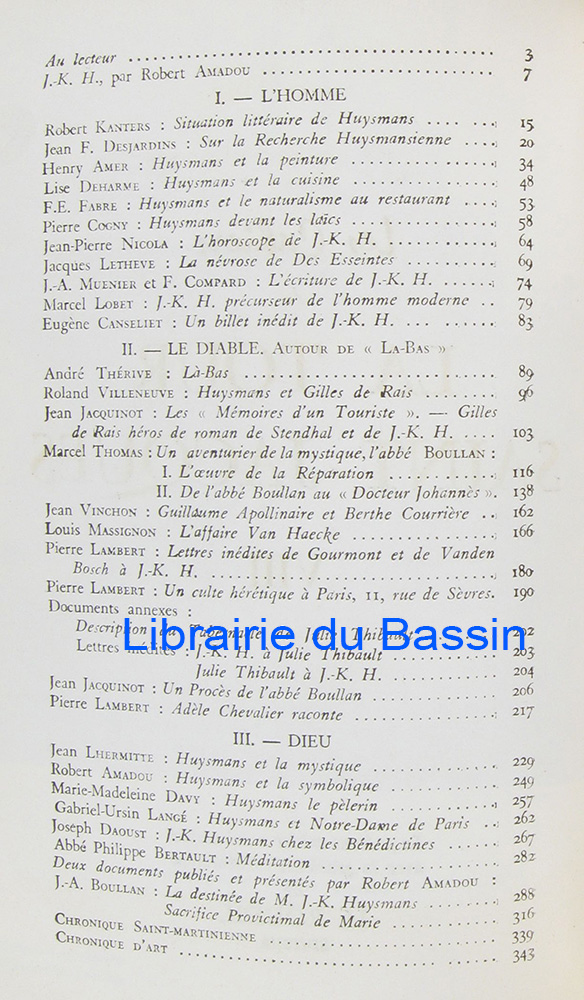 Au lecteur 3
J.-K. H., par Robert AMADOU 7
I. — L'HOMME
Robert KANTERS : Situation littéraire de Huysmans 15
Jean F. DESJARDINS : Sur la Recherche Huysmansienne 20
Henry AMER : Huysmans et la peinture 34
Lise DEHARME : Huysmans et la cuisine 48
F.E. FABRE : Huysmans et le naturalisme au restaurant 53
Pierre COGNY : Huysmans devant les laïcs 58
Jean-Pierre NICOLA : L'horoscope de J.-K. H. 64
Jacques LETHEVE : La névrose de Des Esseintes 69
J.-A. MUENIER et F. COMPARD : L'écriture de J.-K. H. 74
Marcel LOBET : J.-K. H. précurseur de l'homme moderne 79
Eugène CANSELIET : Un billet inédit de J.-K. H. 83
II. — LE DIABLE. AUTOUR DE « LA-BAS »
André THÉRIVE : Là-Bas 89
Roland VILLENEUVE : Huysmans et Gilles de Rais 96
Jean JACQUINOT : Les « Mémoires d'un Touriste ». — Gilles
de Rais héros de roman de Stendhal et de J.-K. H. 103
Marcel THOMAS : Un aventurier de la mystique, l'abbé BOULLAN :
I. L'œuvre de la Réparation 116
II. De l'abbé Boullan au « Docteur Johannès ». 138
Jean VINCHON : Guillaume Apollinaire et Berthe Courrière 162
Louis MASSIGNON : L'affaire Van Haecke 166
Pierre LAMBERT : Lettres inédites de Gourmont et de Vanden
Bosch à J.-K. H. 180
Pierre LAMBERT : Un culte hérétique à Paris, 11, rue de Sèvres. 190
Documents annexes :
Description du Tabernacle de Julie Thibault 202
Librairie du Bassin
Lettres inédites : J.-K. H. à Julie Thibault 203
Julie Thibault à J.-K. H. 204
Jean JACQUINOT : Un Procès de l'abbé Boullan 206
Pierre LAMBERT : Adèle Chevalier raconte 217
III. — DIEU
Jean LHERMITTE : Huysmans et la mystique 229
Robert AMADOU : Huysmans et la symbolique 249
Marie-Madeleine DAVY : Huysmans le pèlerin 257
Gabriel-Ursin LANGÉ : Huysmans et Notre-Dame de Paris 262
Joseph DAOUST : J.-K. Huysmans chez les Bénédictines 267
Abbé Philippe BERTAULT : Méditation 282
Deux documents publiés et présentés par Robert AMADOU :
J.-A. BOULLAN : La destinée de M. J.-K. Huysmans 288
Sacrifice Provictimal de Marie 316
CHRONIQUE SAINT-MARTINIENNE 339
CHRONIQUE D'ART 343